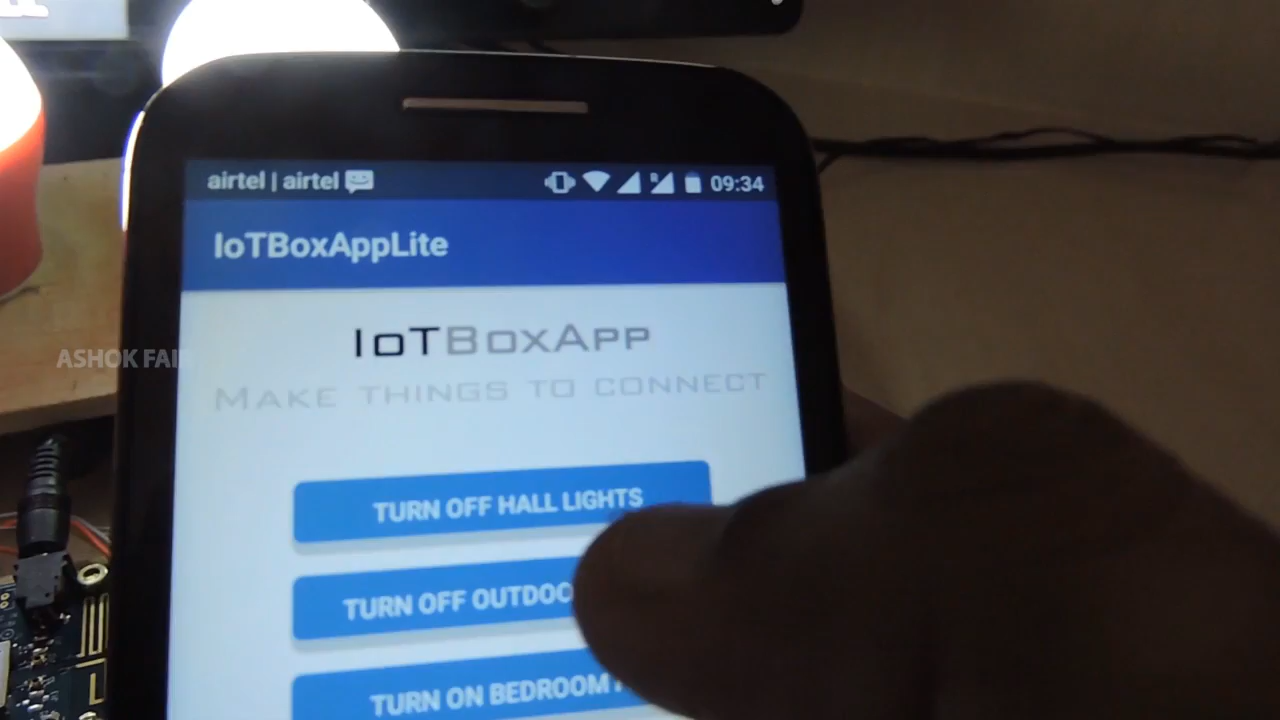 airtel | airtel
09:34
IoTBoxAppLite
IoTBoxApp
MAKE THINGS TO CONNECT
ASHOK FAIR
TURN OFF HALL LIGHTS
TURN OFF
TURN ON BEDROOM